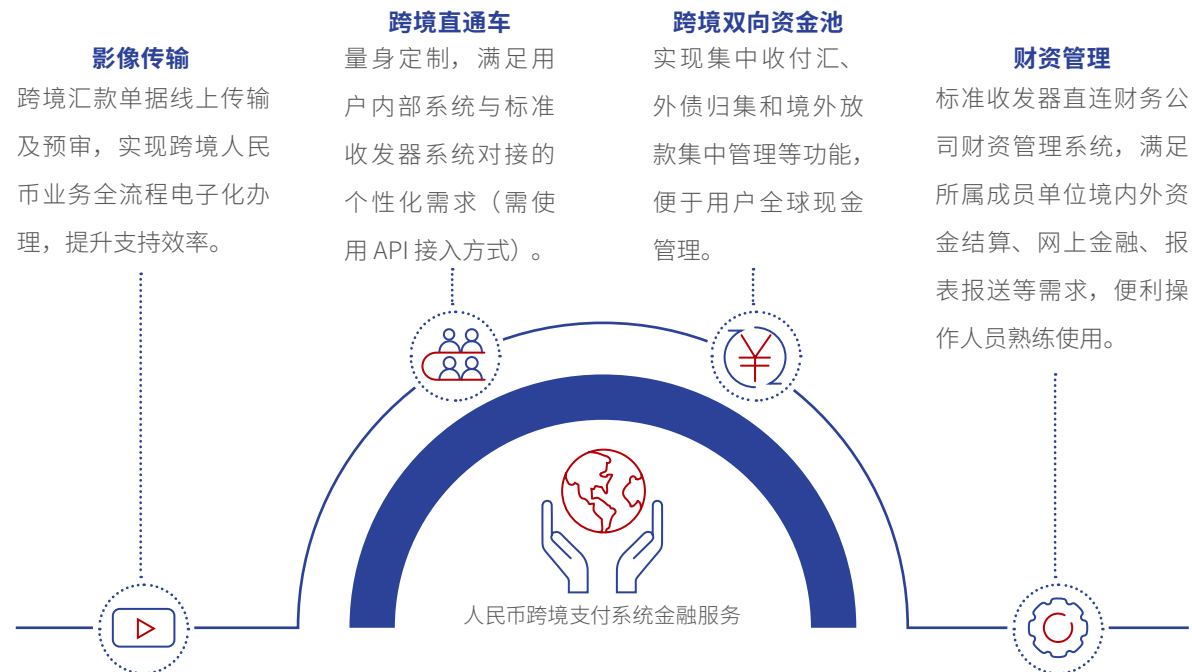 影像传输
跨境汇款单据线上传输
及预审，实现跨境人民
币业务全流程电子化办
理，提升支持效率。
跨境直通车
量身定制，满足用
户内部系统与标准
收发器系统对接的
个性化需求（需使
用 API 接入方式）。
跨境双向资金池
实现集中收付汇、
外债归集和境外放
款集中管理等功能，
便于用户全球现金
管理。
财资管理
标准收发器直连财务公
司财资管理系统，满足
所属成员单位境内外资
金结算、网上金融、报
表报送等需求，便利操
作人员熟练使用。
人民币跨境支付系统金融服务